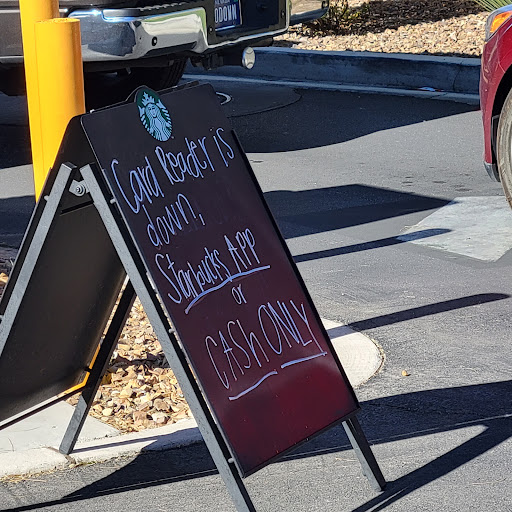 Card Reader is
down,
Starbucks APP
or
CASh ONLY